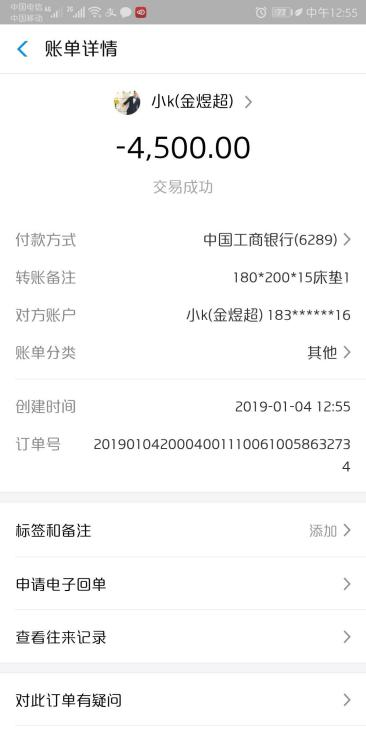 中国电信 4G 2G 中午12:55
中国移动 77
账单详情
小k(金煜超)
-4,500.00
交易成功
付款方式 中国工商银行(6289)
转账备注 180*200*15床垫1
对方账户 小k(金煜超) 183******16
账单分类 其他
创建时间 2019-01-04 12:55
订单号 2019010420004001110061005863273
4
标签和备注 添加
申请电子回单
查看往来记录
对此订单有疑问